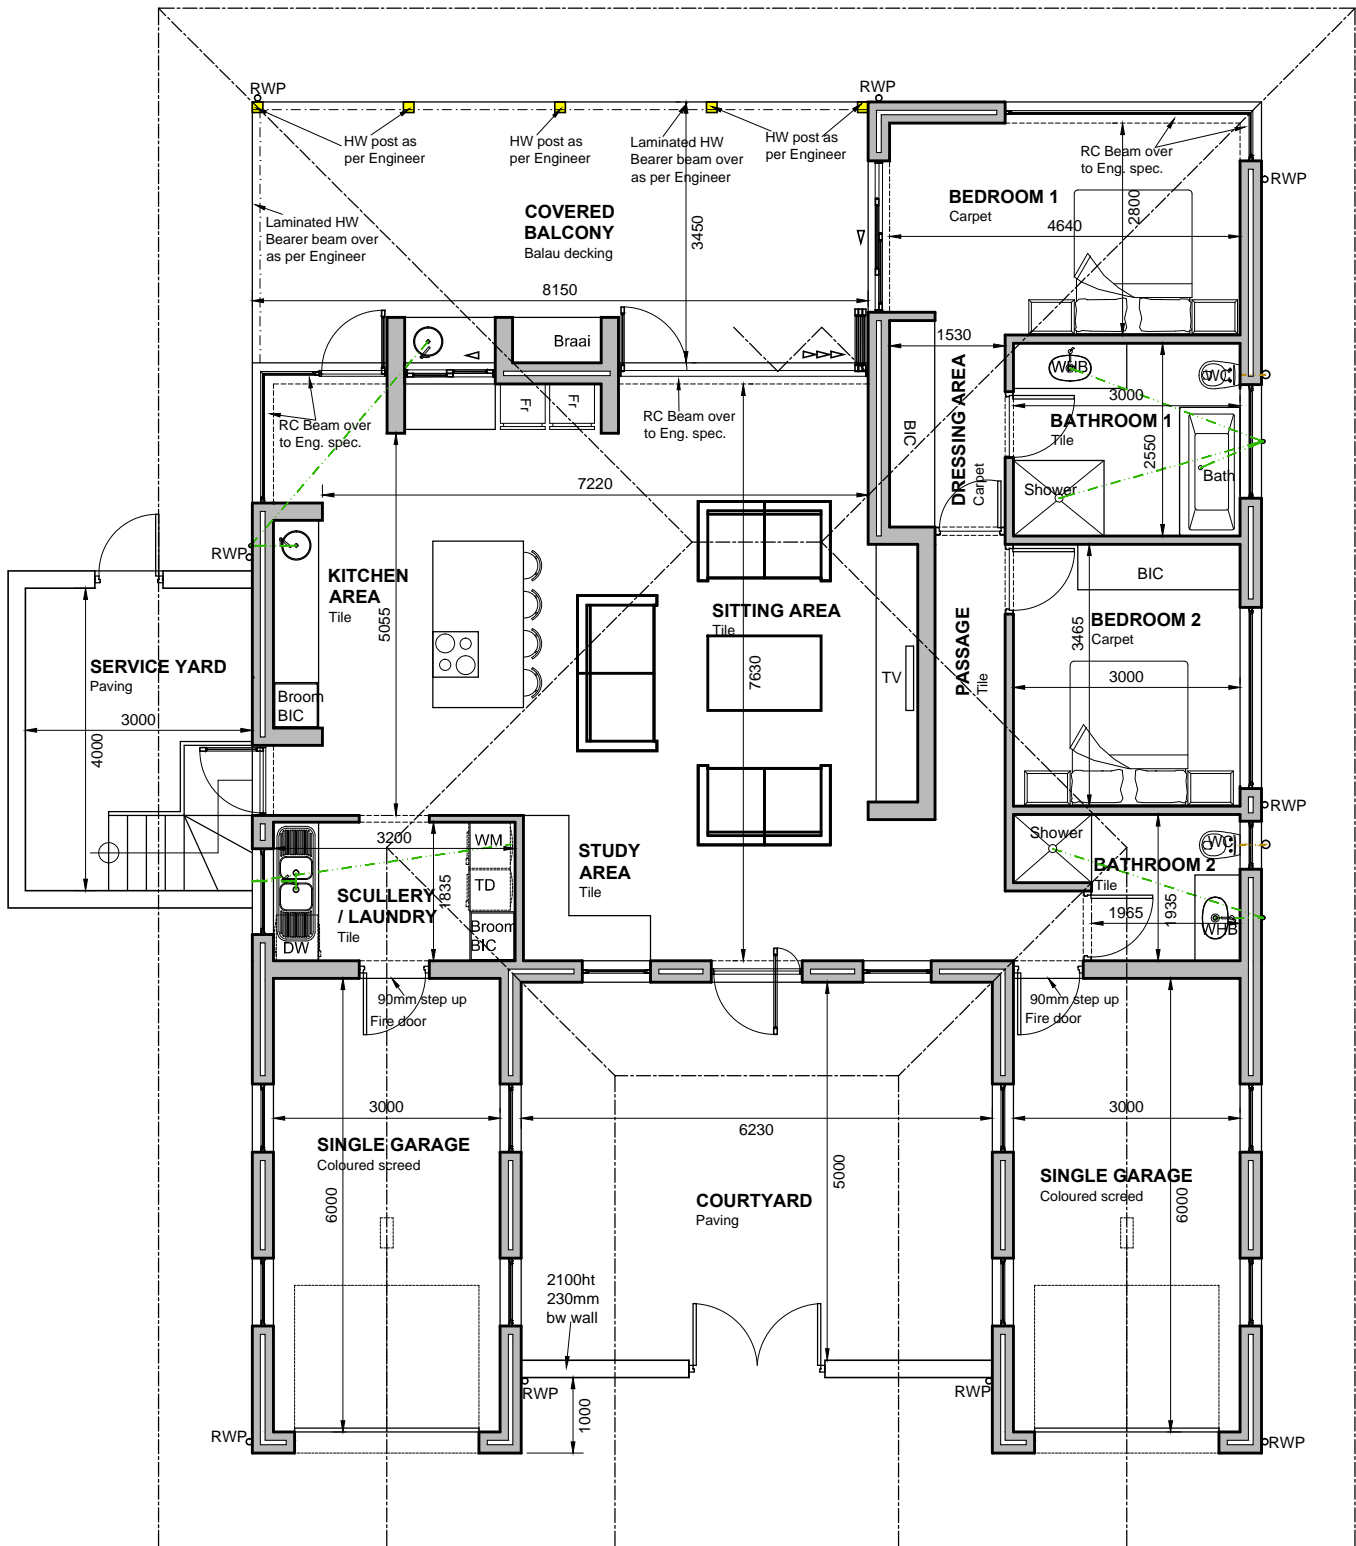 RWP
RWP
HW post as
per Engineer
HW post as
per Engineer
Laminated HW
Bearer beam over
as per Engineer
HW post as
per Engineer
RC Beam over
to Eng. spec.
RWP
BEDROOM 1
Carpet
2800
4640
COVERED
BALCONY
Balau decking
3450
Laminated HW
Bearer beam over
as per Engineer
8150
Braai
1530
WHB
WC
3000
BATHROOM 1
Tile
2550
Shower
Bath
DRESSING AREA
Carpet
BIC
Fr
Fr
RC Beam over
to Eng. spec.
RC Beam over
to Eng. spec.
7220
RWP
KITCHEN
AREA
Tile
5055
SITTING AREA
Tile
7630
BIC
BEDROOM 2
Carpet
3465
3000
PASSAGE
Tile
TV
SERVICE YARD
Paving
3000
4000
Broom
BIC
RWP
3200
WM
TD
1835
SCULLERY
/ LAUNDRY
Tile
Broom
BIC
DW
STUDY
AREA
Tile
Shower
WC
BATHROOM 2
Tile
1965
1935
WHB
90mm step up
Fire door
90mm step up
Fire door
3000
SINGLE GARAGE
Coloured screed
6000
6230
5000
COURTYARD
Paving
3000
SINGLE GARAGE
Coloured screed
6000
2100ht
230mm
bw wall
RWP
RWP
1000
RWP
RWP